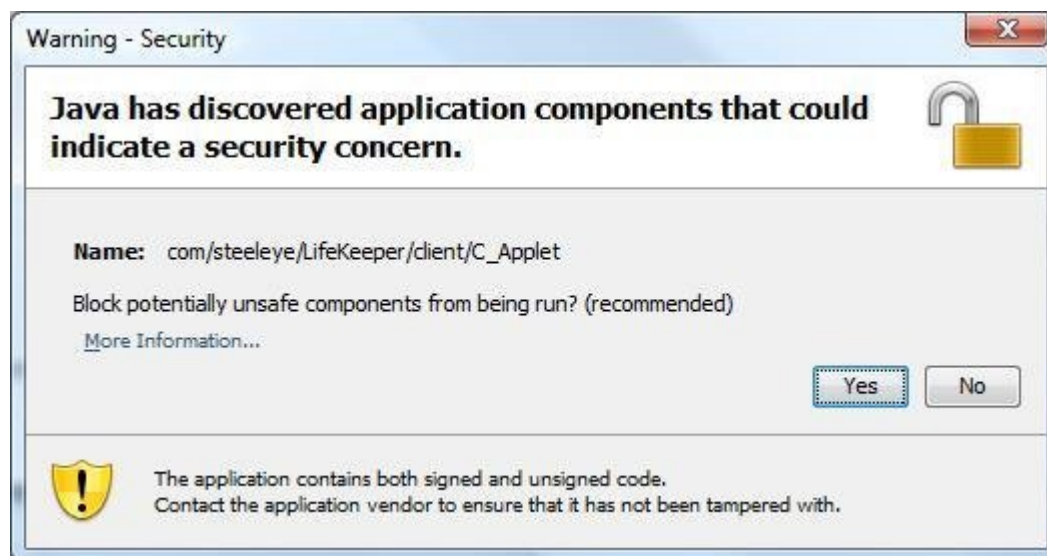 Warning - Security
Java has discovered application components that could
indicate a security concern.
Name: com/steeleye/LifeKeeper/client/C_Applet
Block potentially unsafe components from being run? (recommended)
More Information...
Yes No
The application contains both signed and unsigned code.
Contact the application vendor to ensure that it has not been tampered with.